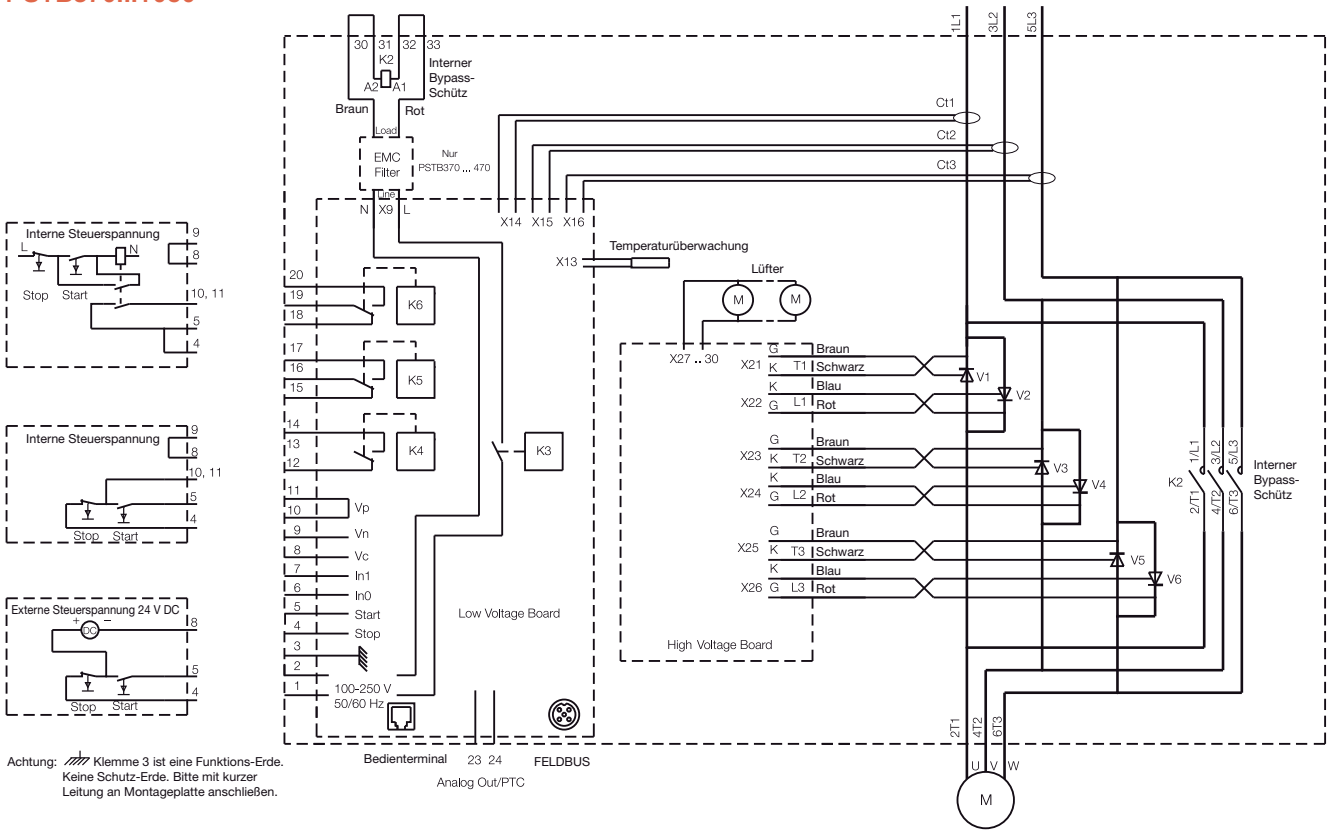 1L1
3L2
5L3
30 31 32 33
K2
A2 A1
Interner
Bypass-
Schütz
Braun
Rot
Load
EMC
Filter
Line
Nur
PSTB370 ... 470
N X9 L
Ct1
Ct2
Ct3
X14 X15 X16
X13
Temperaturüberwachung
Lüfter
M
M
X27 .. 30
Interne Steuerspannung
L
N
Stop Start
9
8
10, 11
5
4
Interne Steuerspannung
9
8
10, 11
5
4
Stop Start
Externe Steuerspannung 24 V DC
+ −
DC
8
5
4
Stop Start
20
19
18
K6
17
16
15
K5
14
13
12
K4
K3
11
10
Vp
9
Vn
8
Vc
7
In1
6
In0
5
Start
4
Stop
3
2
1
100-250 V
50/60 Hz
Low Voltage Board
X21
G Braun
K T1 Schwarz
X22
K Blau
G L1 Rot
X23
G Braun
K T2 Schwarz
X24
K Blau
G L2 Rot
X25
G Braun
K T3 Schwarz
X26
K Blau
G L3 Rot
High Voltage Board
V1
V2
V3
V4
V5
V6
K2
1/L1
3/L2
5/L3
2/T1
4/T2
6/T3
Interner
Bypass-
Schütz
2T1
4T2
6T3
U V W
M
Bedienterminal
23 24
Analog Out/PTC
FELDBUS
Achtung: Klemme 3 ist eine Funktions-Erde.
Keine Schutz-Erde. Bitte mit kurzer
Leitung an Montageplatte anschließen.